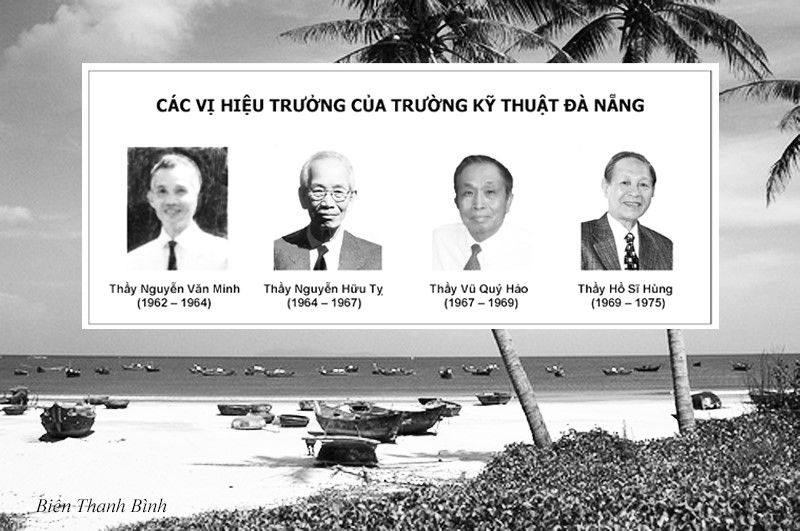 CÁC VỊ HIỆU TRƯỞNG CỦA TRƯỜNG KỸ THUẬT ĐÀ NẴNG
Thầy Nguyễn Văn Minh
(1962 – 1964)
Thầy Nguyễn Hữu Tỵ
(1964 – 1967)
Thầy Vũ Quý Hảo
(1967 – 1969)
Thầy Hồ Sĩ Hùng
(1969 – 1975)
Biển Thanh Bình